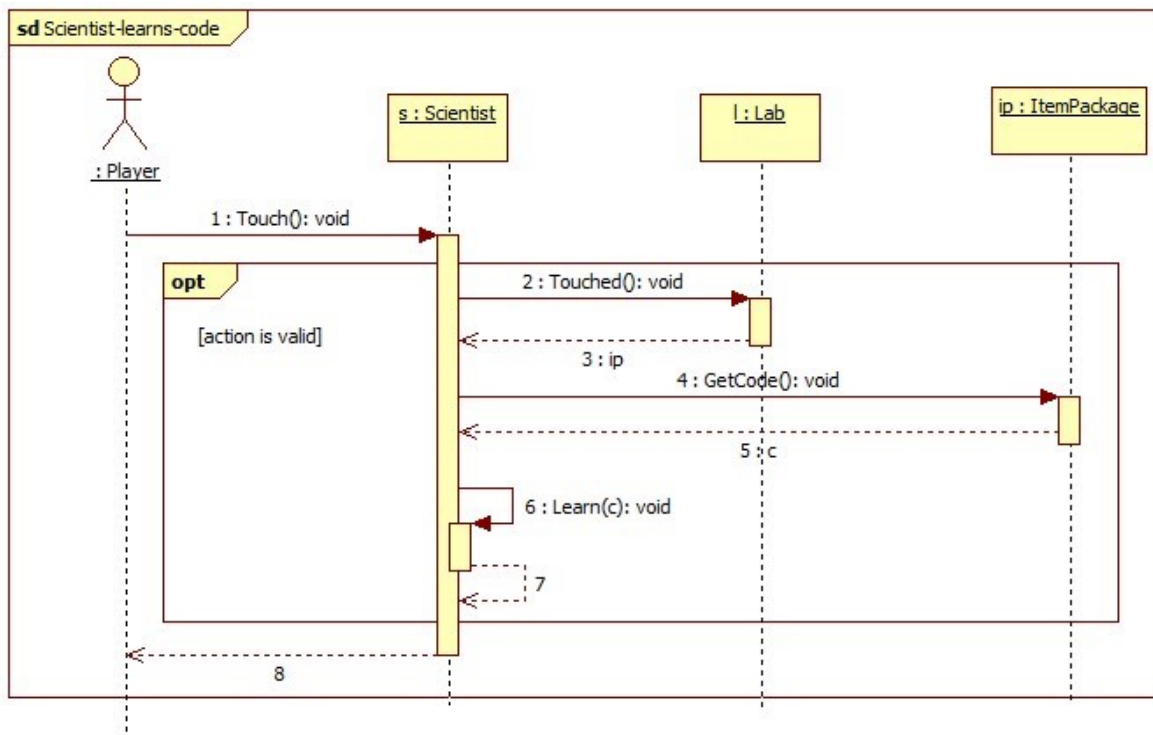 sd Scientist-learns-code
: Player
s : Scientist
l : Lab
ip : ItemPackage
1 : Touch(): void
opt
[action is valid]
2 : Touched(): void
3 : ip
4 : GetCode(): void
5 : c
6 : Learn(c): void
7
8